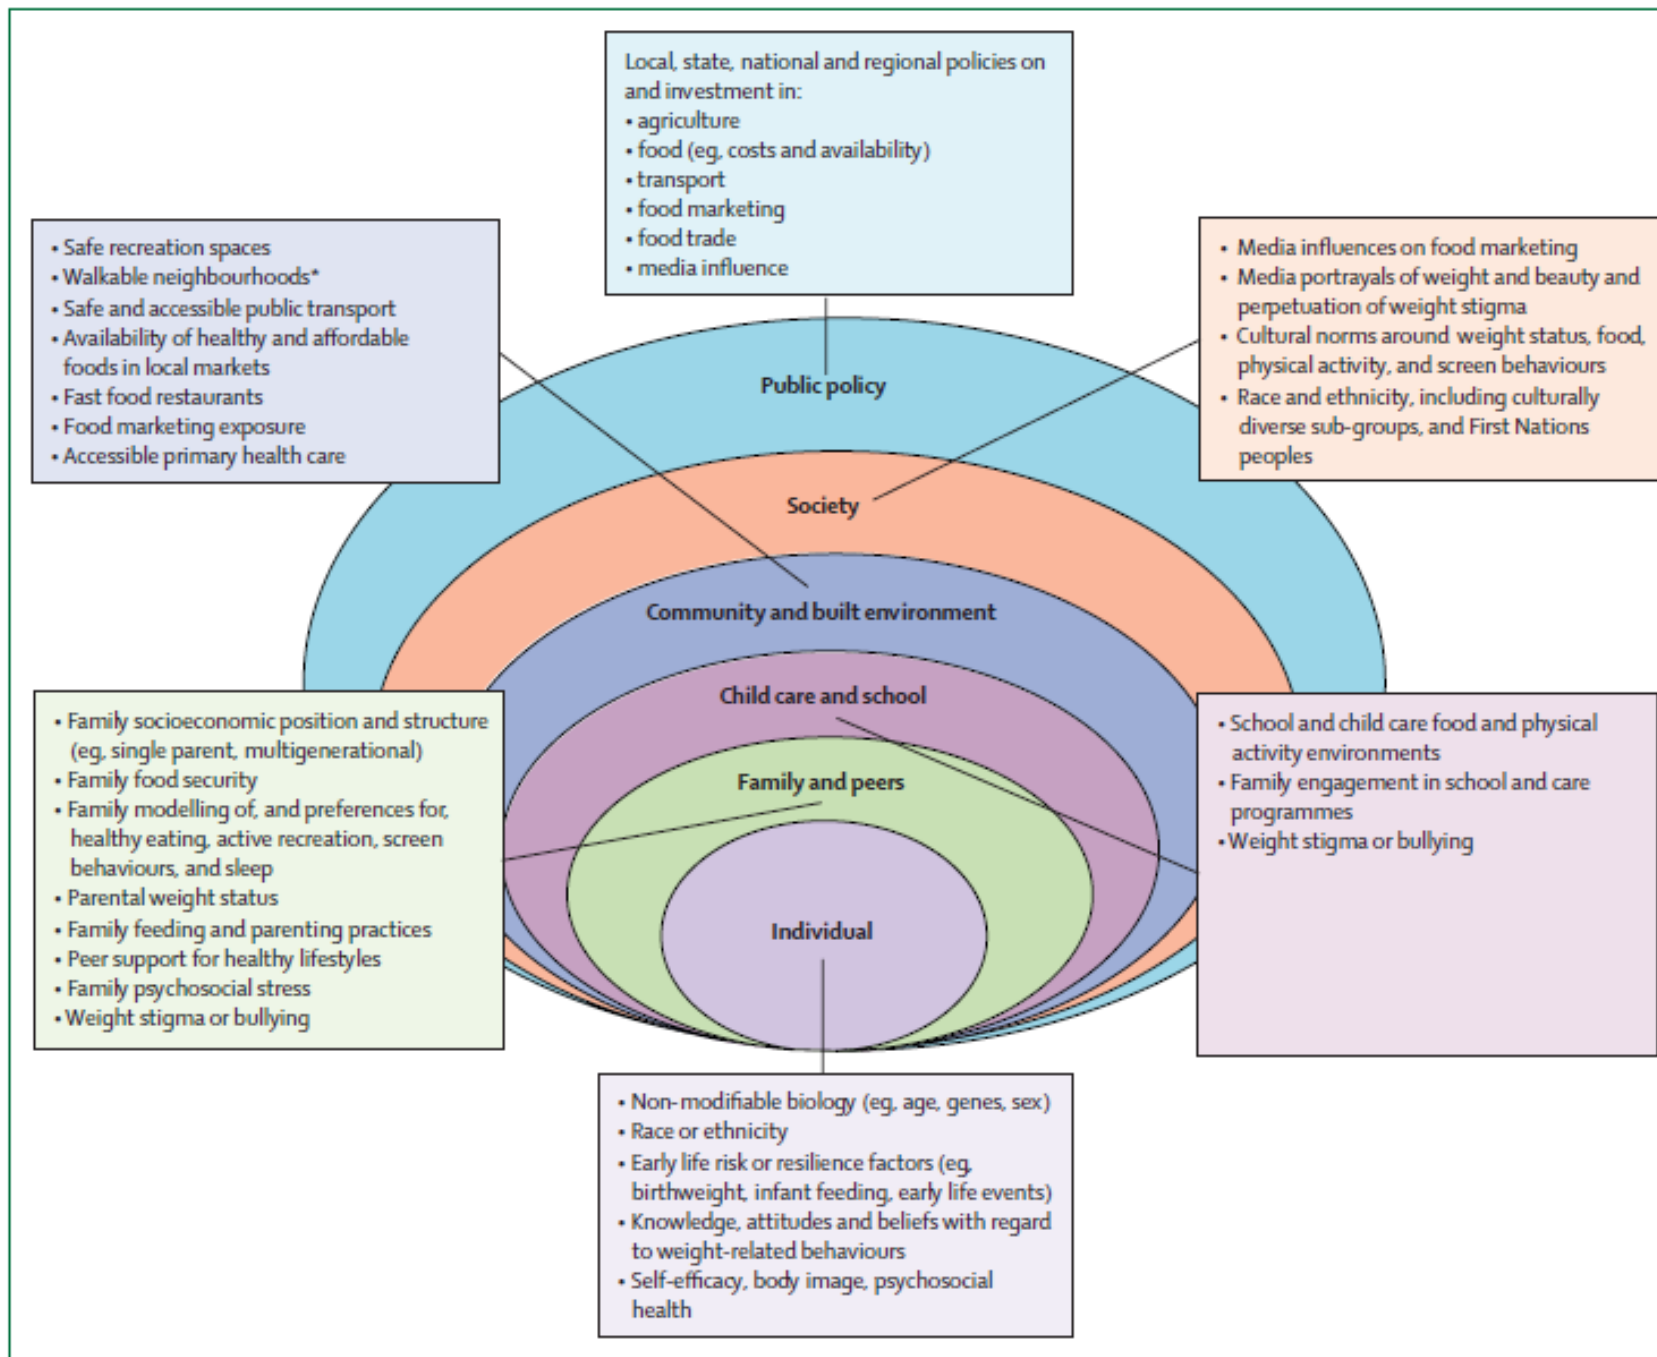 Local, state, national and regional policies on
and investment in:
• agriculture
• food (eg, costs and availability)
• transport
• food marketing
• food trade
• media influence
• Safe recreation spaces
• Walkable neighbourhoods*
• Safe and accessible public transport
• Availability of healthy and affordable
foods in local markets
• Fast food restaurants
• Food marketing exposure
• Accessible primary health care
• Media influences on food marketing
• Media portrayals of weight and beauty and
perpetuation of weight stigma
• Cultural norms around weight status, food,
physical activity, and screen behaviours
• Race and ethnicity, including culturally
diverse sub-groups, and First Nations
peoples
Public policy
Society
Community and built environment
Child care and school
Family and peers
Individual
• Family socioeconomic position and structure
(eg, single parent, multigenerational)
• Family food security
• Family modelling of, and preferences for,
healthy eating, active recreation, screen
behaviours, and sleep
• Parental weight status
• Family feeding and parenting practices
• Peer support for healthy lifestyles
• Family psychosocial stress
• Weight stigma or bullying
• School and child care food and physical
activity environments
• Family engagement in school and care
programmes
• Weight stigma or bullying
• Non-modifiable biology (eg, age, genes, sex)
• Race or ethnicity
• Early life risk or resilience factors (eg,
birthweight, infant feeding, early life events)
• Knowledge, attitudes and beliefs with regard
to weight-related behaviours
• Self-efficacy, body image, psychosocial
health